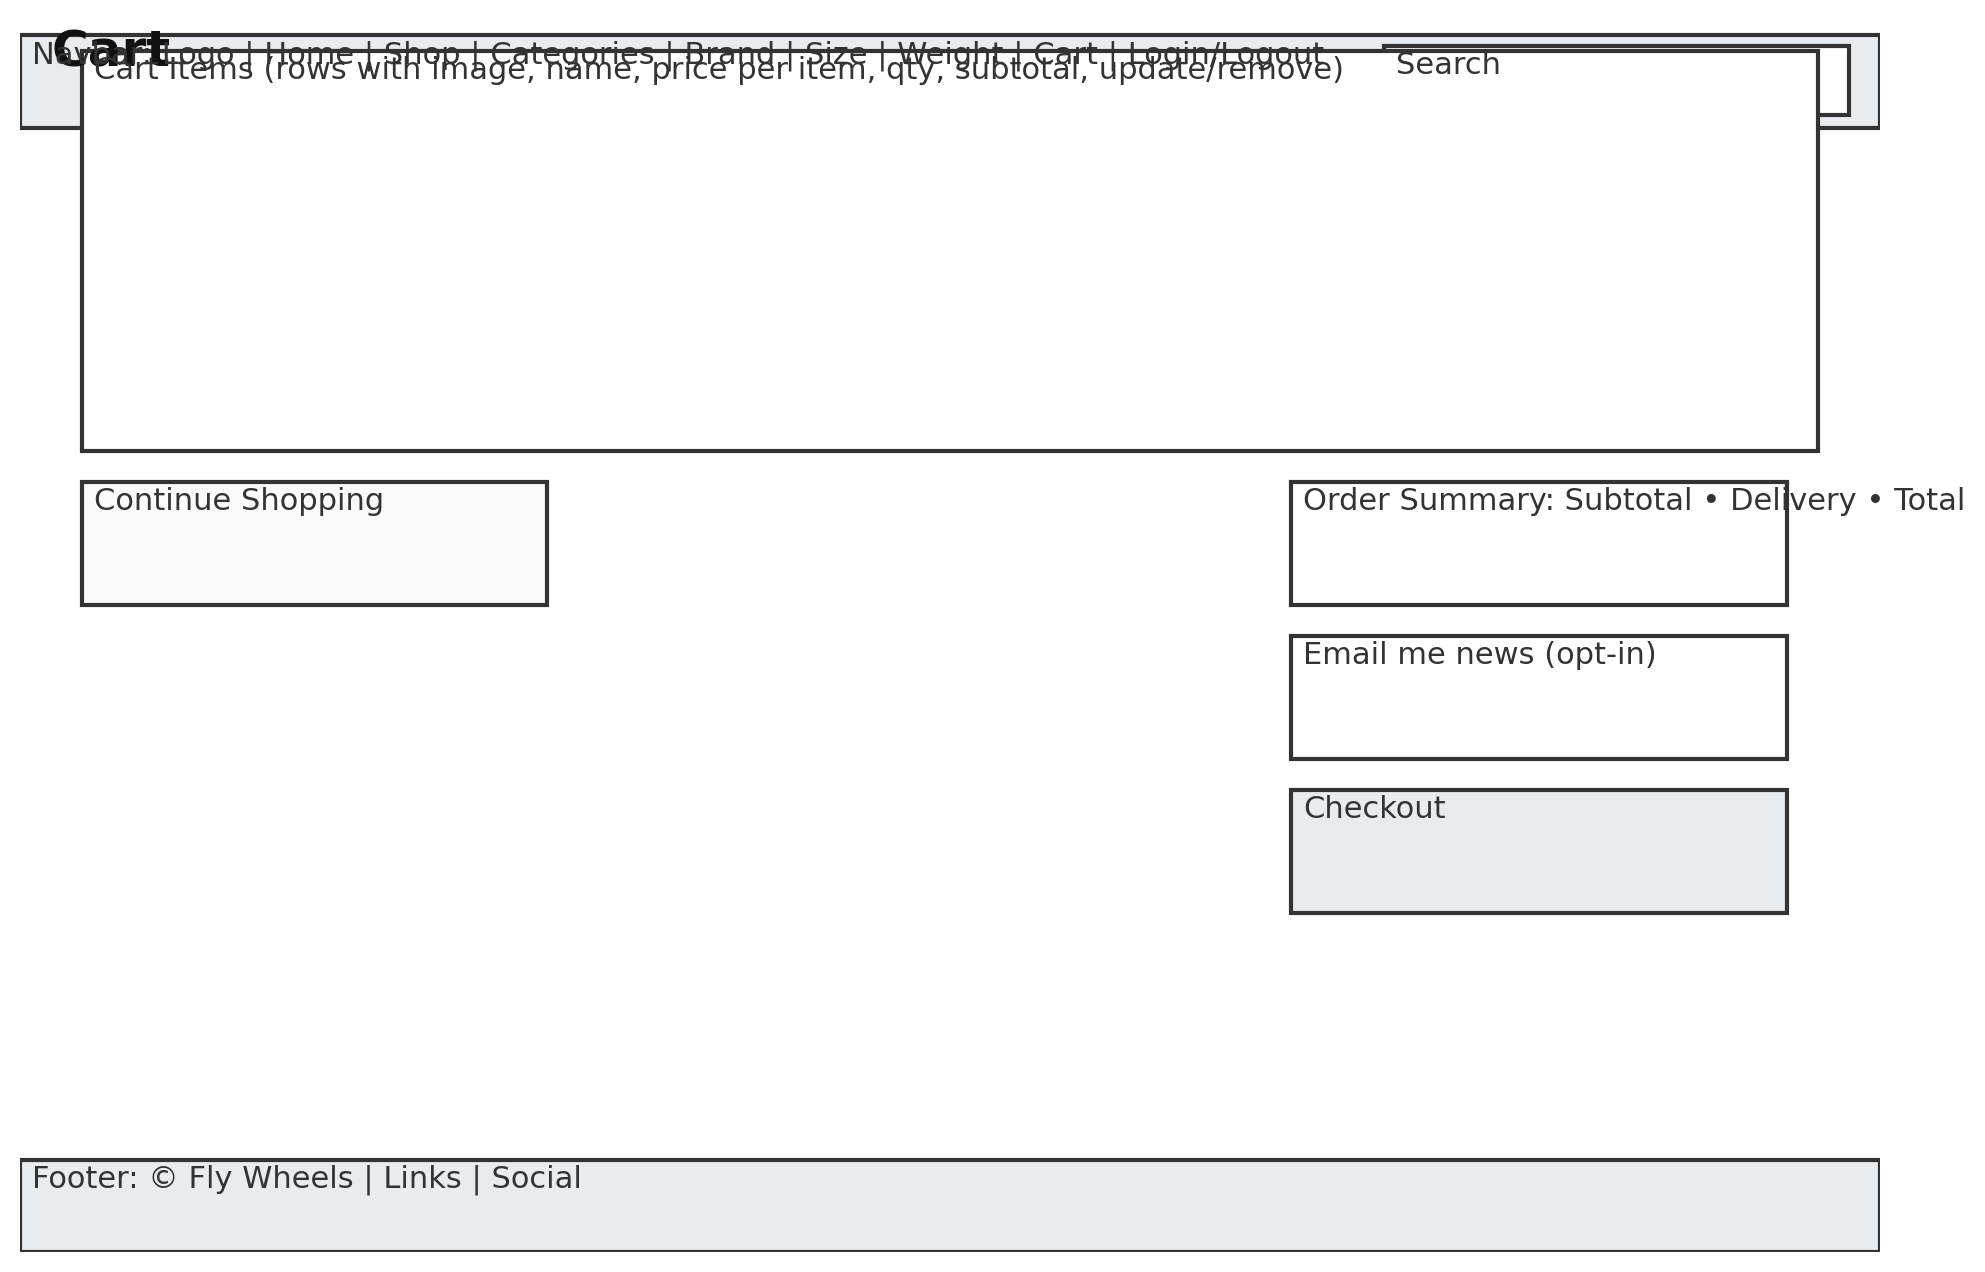 Cart
Navbar: Logo | Home | Shop | Categories | Brand | Size | Weight | Cart | Login/Logout
Search
Cart Items (rows with image, name, price per item, qty, subtotal, update/remove)
Continue Shopping
Order Summary: Subtotal • Delivery • Total
Email me news (opt-in)
Checkout
Footer: © Fly Wheels | Links | Social